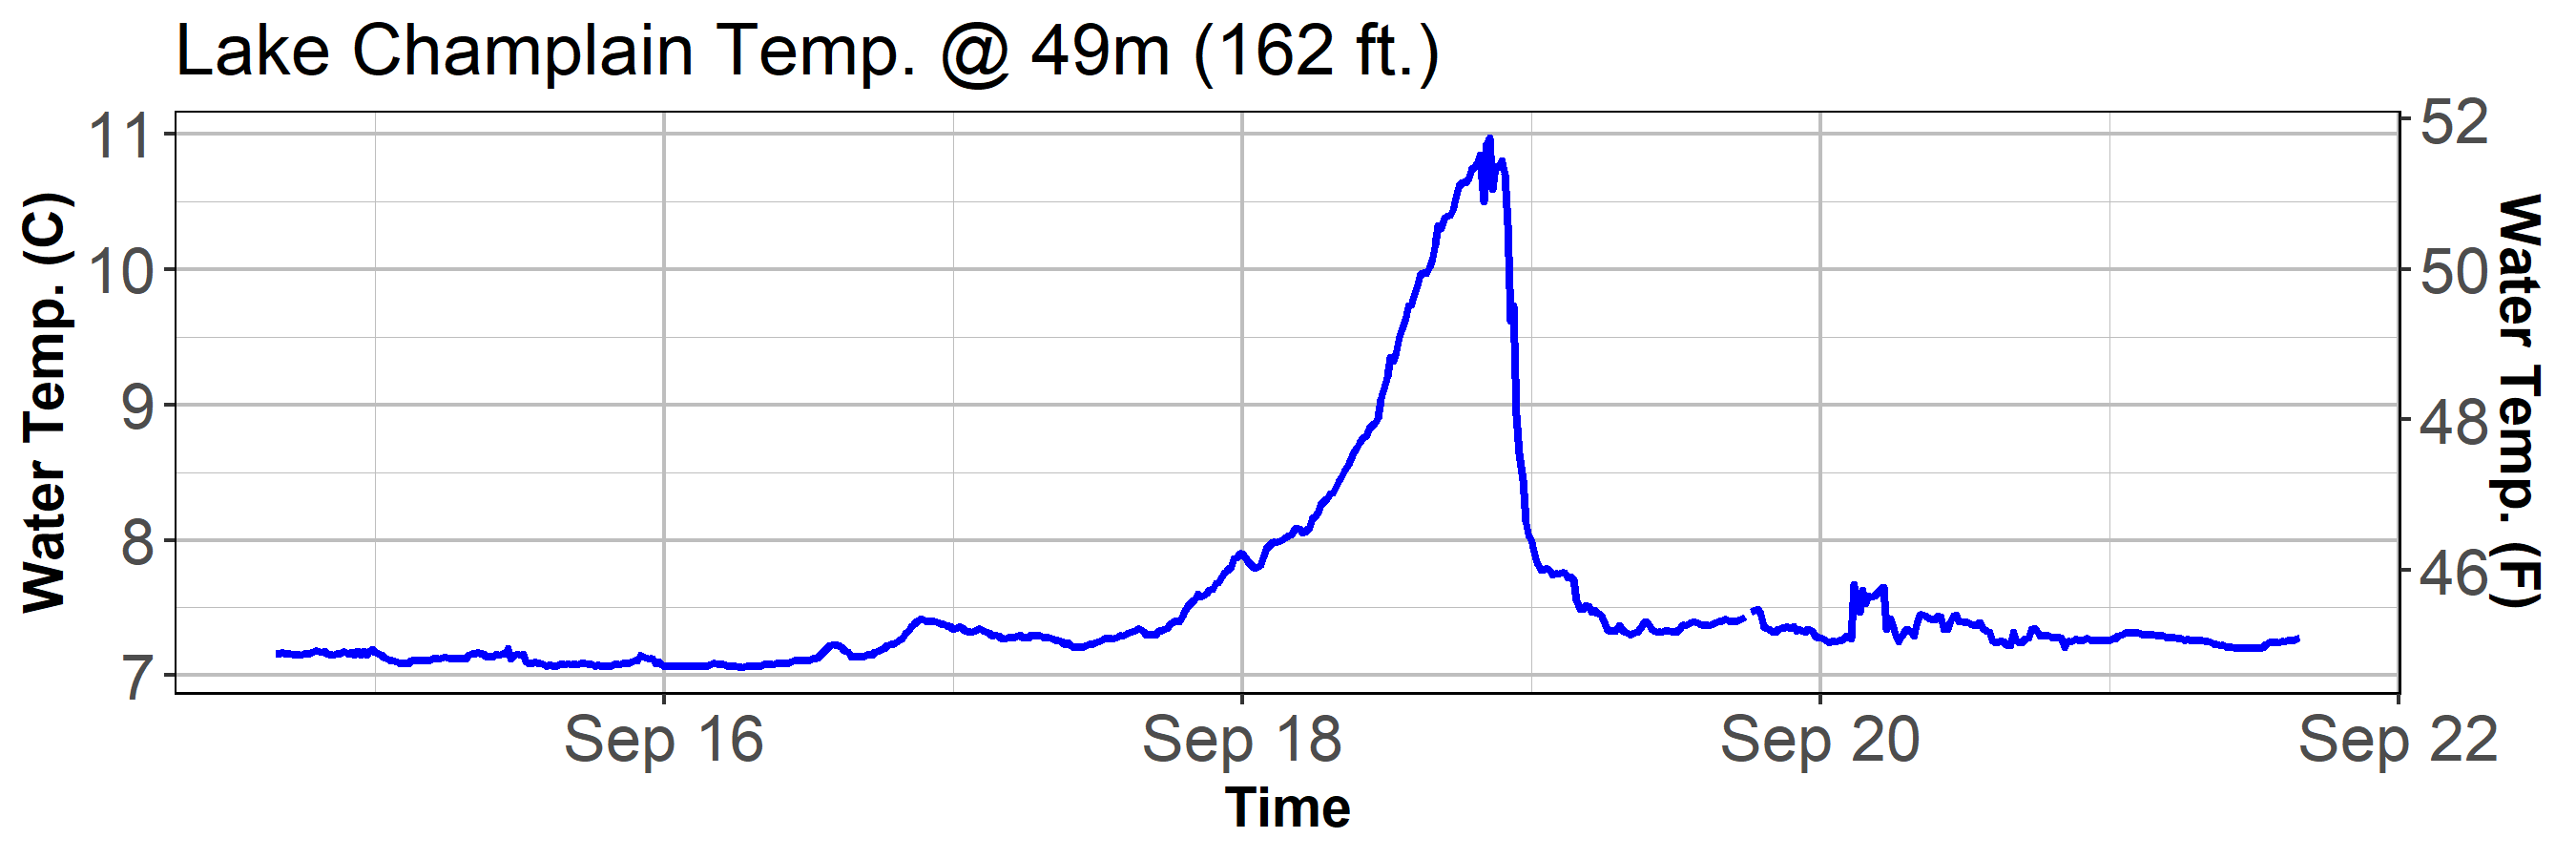 Lake Champlain Temp. @ 49m (162 ft.)
Water Temp. (C)
11
10
9
8
7
52
50
48
46
Water Temp. (F)
Sep 16
Sep 18
Sep 20
Sep 22
Time